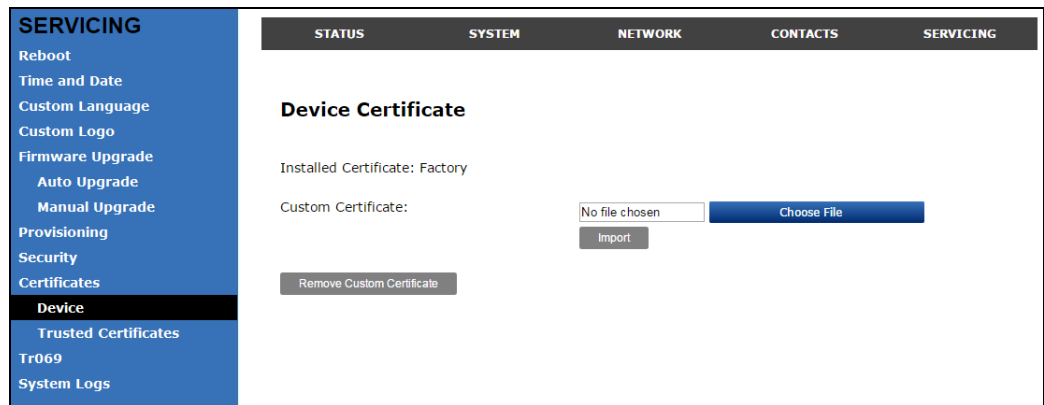 SERVICING
Reboot
Time and Date
Custom Language
Custom Logo
Firmware Upgrade
Auto Upgrade
Manual Upgrade
Provisioning
Security
Certificates
Device
Trusted Certificates
Tr069
System Logs
STATUS SYSTEM NETWORK CONTACTS SERVICING
Device Certificate
Installed Certificate: Factory
Custom Certificate: No file chosen Choose File
Import
Remove Custom Certificate